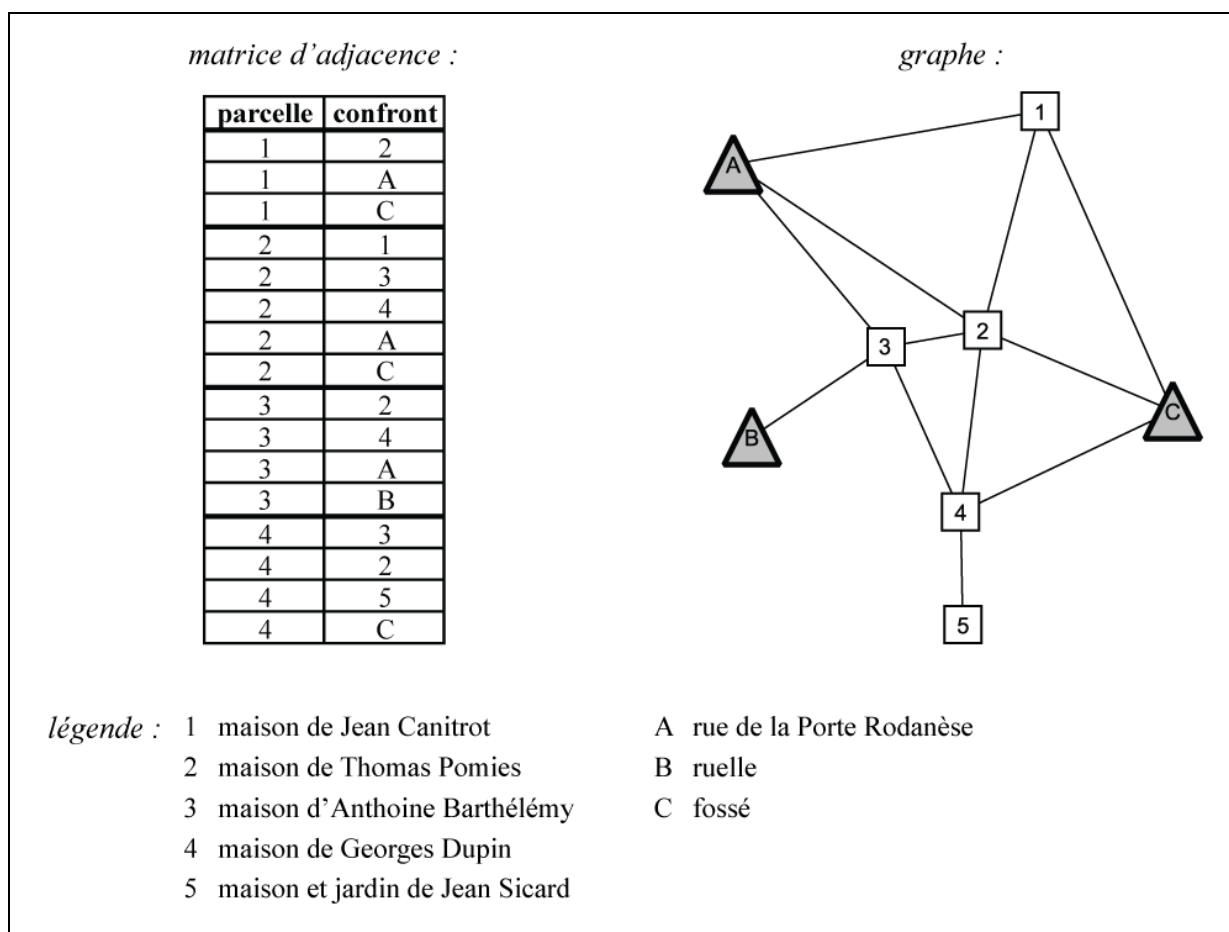 matrice d'adjacence :
parcelle confront
1 2
1 A
1 C
2 1
2 3
2 4
2 A
2 C
3 2
3 4
3 A
3 B
4 3
4 2
4 5
4 C
graphe :
1
A
2
3
C
B
4
5
légende : 1 maison de Jean Canitrot
2 maison de Thomas Pomies
3 maison d'Anthoine Barthélémy
4 maison de Georges Dupin
5 maison et jardin de Jean Sicard
A rue de la Porte Rodanèse
B ruelle
C fossé